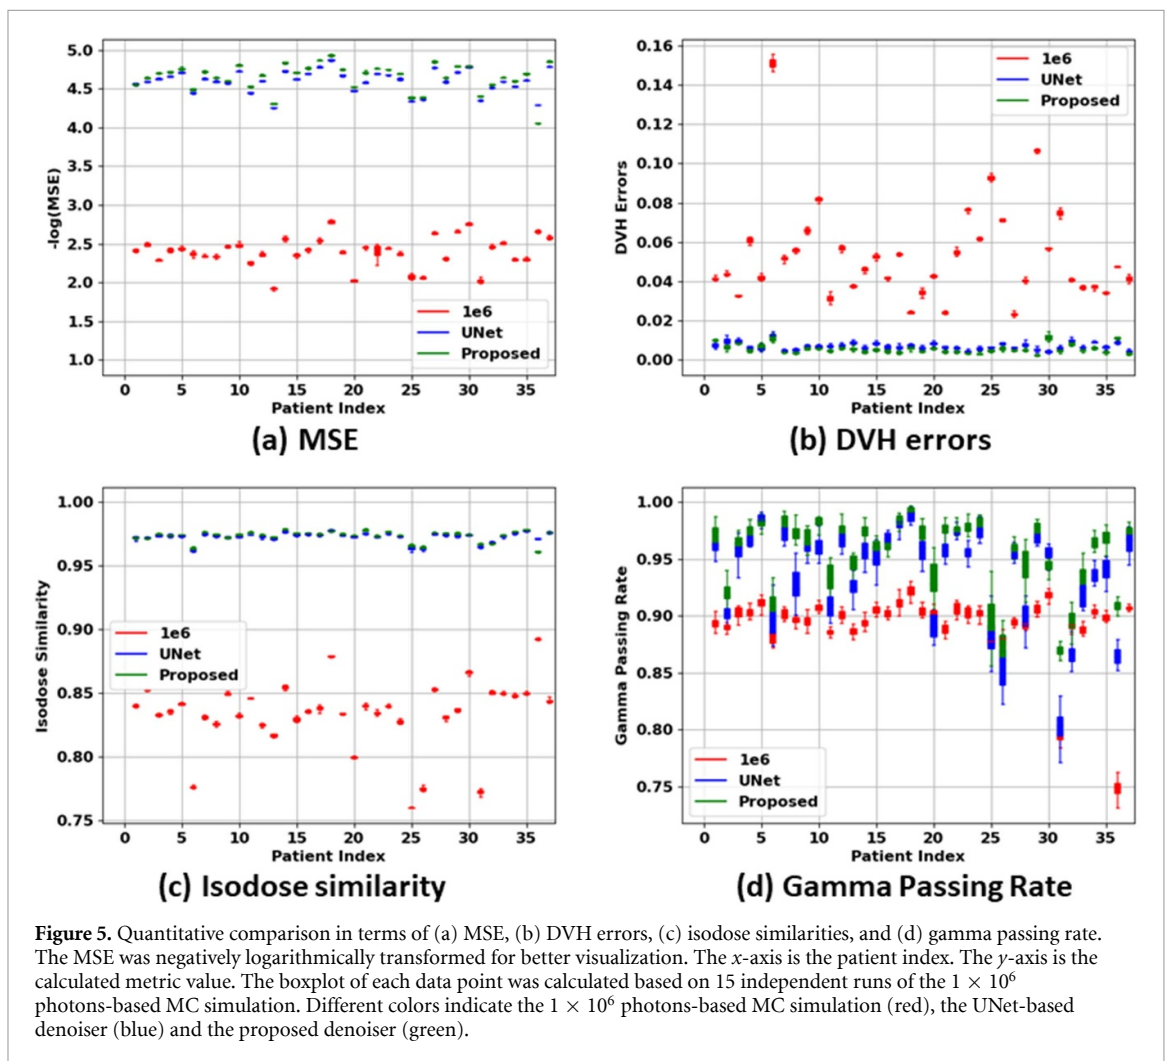 5.0
4.5
4.0
3.5
3.0
2.5
2.0
1.5
1.0
-log(MSE)
1e6
UNet
Proposed
0 5 10 15 20 25 30 35
Patient Index
(a) MSE
0.16
0.14
0.12
0.10
0.08
0.06
0.04
0.02
0.00
DVH Errors
1e6
UNet
Proposed
0 5 10 15 20 25 30 35
Patient Index
(b) DVH errors
1.00
0.95
0.90
0.85
0.80
0.75
Isodose Similarity
1e6
UNet
Proposed
0 5 10 15 20 25 30 35
Patient Index
(c) Isodose similarity
1.00
0.95
0.90
0.85
0.80
0.75
Gamma Passing Rate
1e6
UNet
Proposed
0 5 10 15 20 25 30 35
Patient Index
(d) Gamma Passing Rate
Figure 5. Quantitative comparison in terms of (a) MSE, (b) DVH errors, (c) isodose similarities, and (d) gamma passing rate.
The MSE was negatively logarithmically transformed for better visualization. The x-axis is the patient index. The y-axis is the
calculated metric value. The boxplot of each data point was calculated based on 15 independent runs of the 1 × 10⁶
photons-based MC simulation. Different colors indicate the 1 × 10⁶ photons-based MC simulation (red), the UNet-based
denoiser (blue) and the proposed denoiser (green).